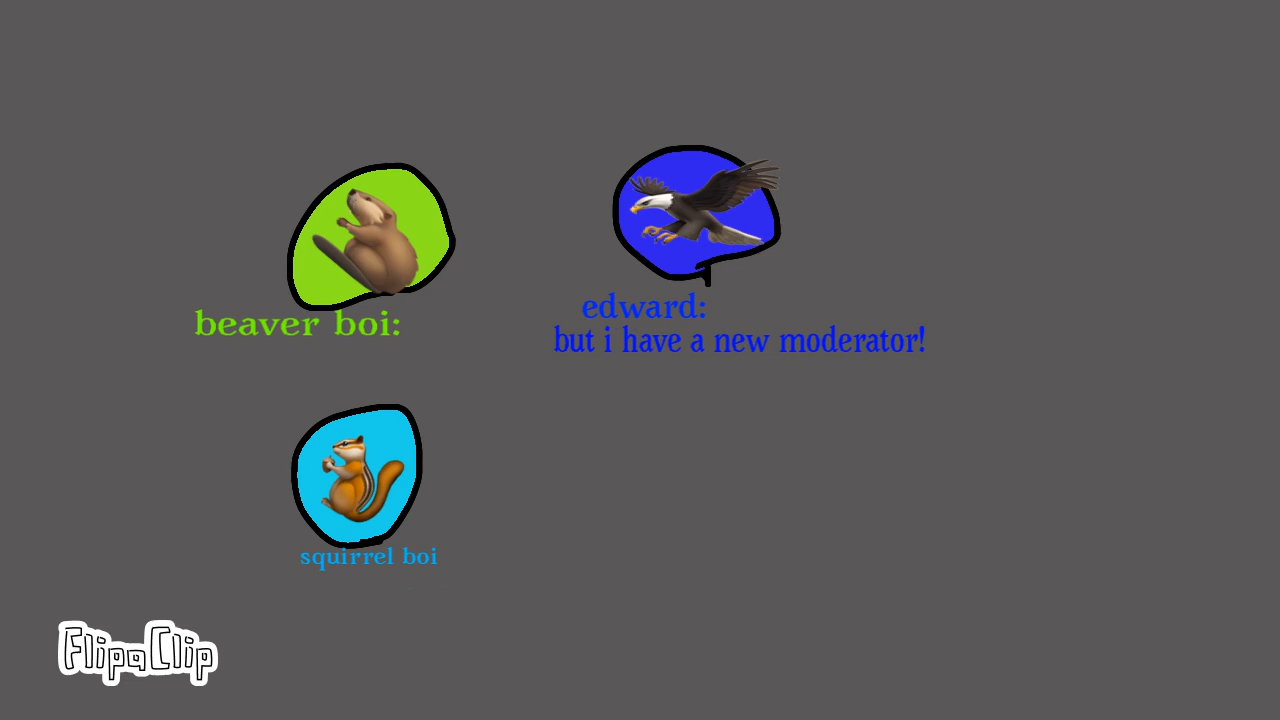 beaver boi:
edward:
but i have a new moderator!
squirrel boi
FlipaClip